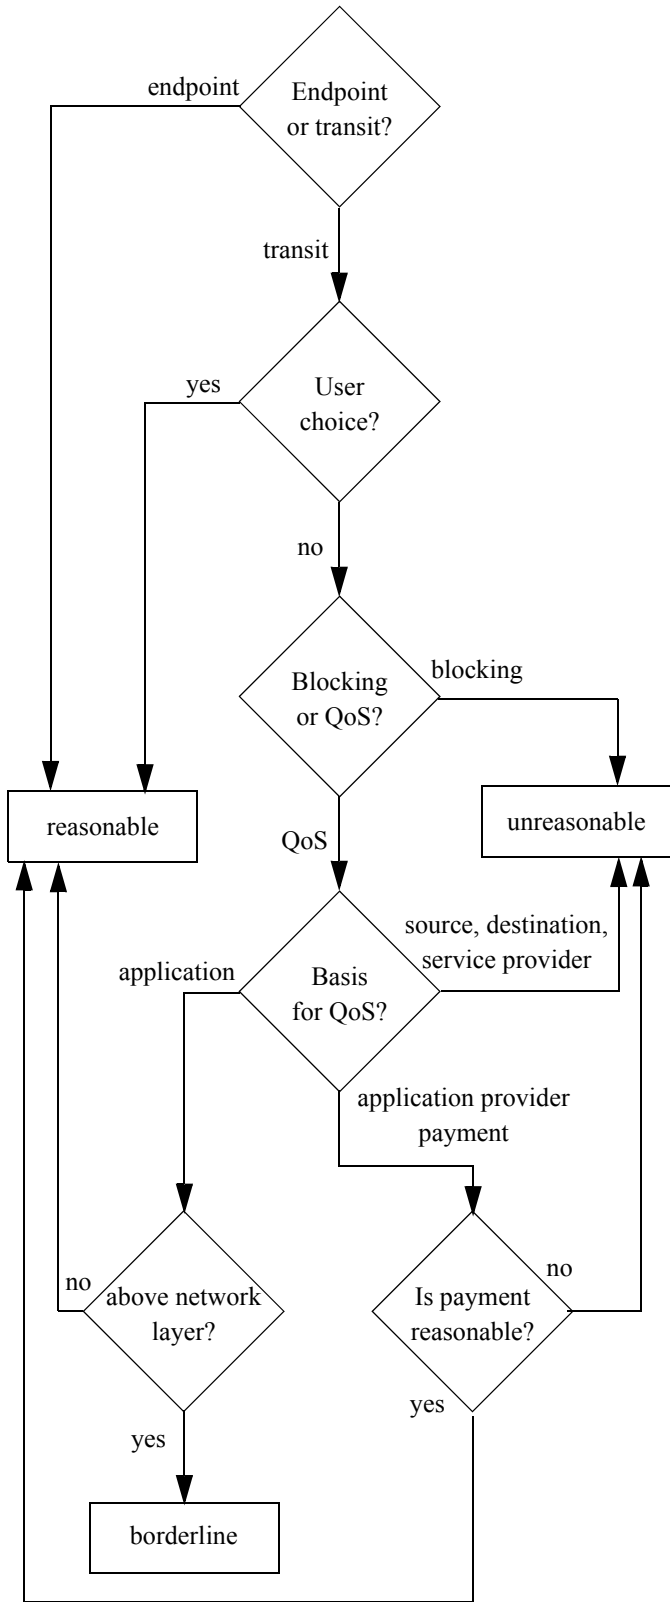 endpoint
Endpoint
or transit?
transit
yes
User
choice?
no
Blocking
or QoS?
blocking
reasonable
unreasonable
QoS
application
Basis
for QoS?
source, destination,
service provider
application provider
payment
no
above network
layer?
Is payment
reasonable?
no
yes
yes
borderline